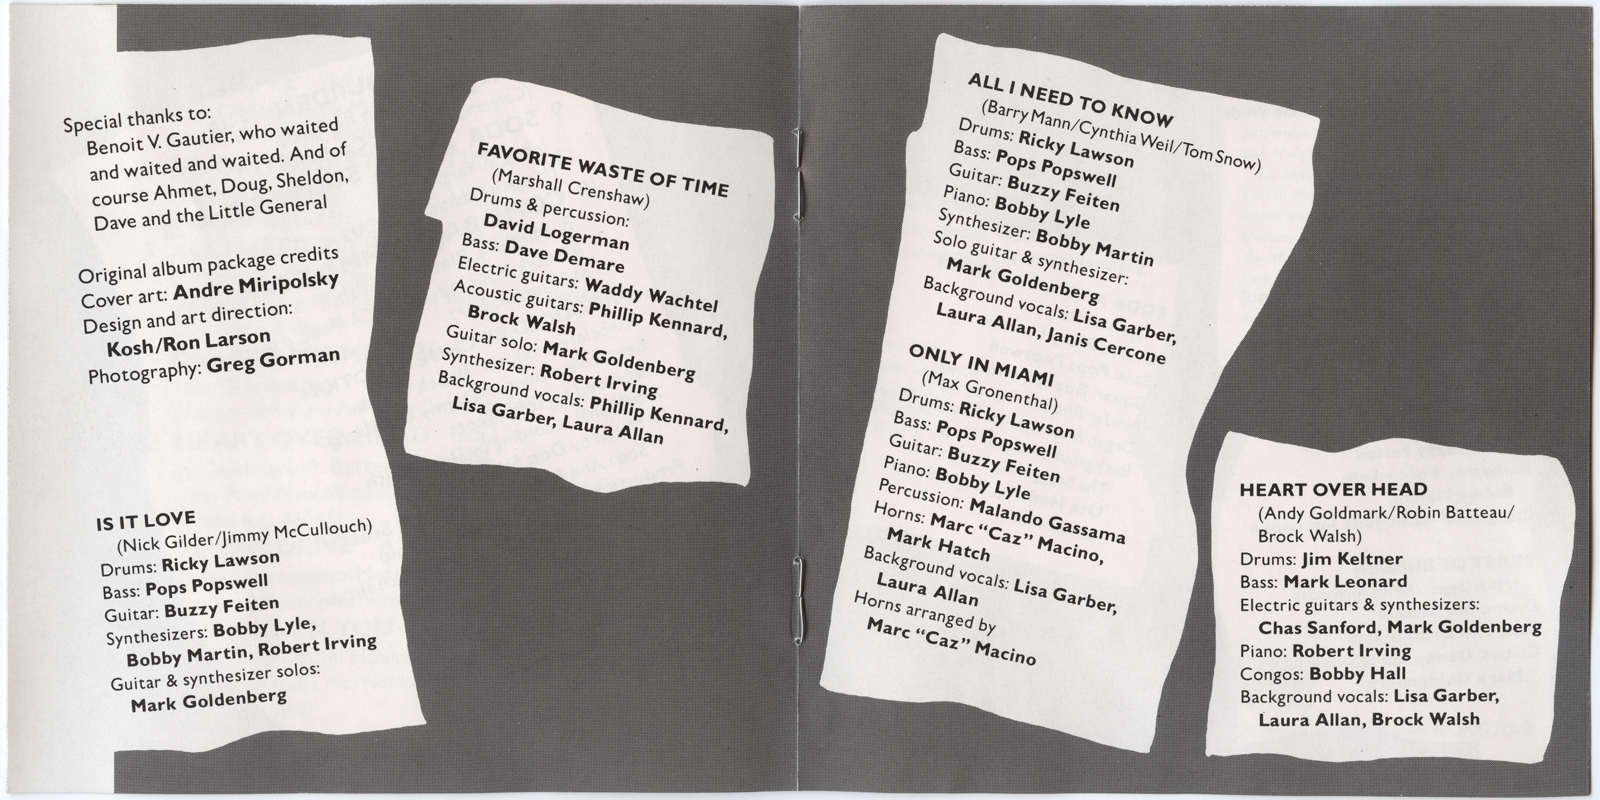 Special thanks to:
Benoit V. Gautier, who waited
and waited and waited. And of
course Ahmet, Doug, Sheldon,
Dave and the Little General
Original album package credits
Cover art: Andre Miripolsky
Design and art direction:
Kosh/Ron Larson
Photography: Greg Gorman
IS IT LOVE
(Nick Gilder/Jimmy McCullouch)
Drums: Ricky Lawson
Bass: Pops Popswell
Guitar: Buzzy Feiten
Synthesizers: Bobby Lyle,
Bobby Martin, Robert Irving
Guitar & synthesizer solos:
Mark Goldenberg
FAVORITE WASTE OF TIME
(Marshall Crenshaw)
Drums & percussion:
David Logerman
Bass: Dave Demare
Electric guitars: Waddy Wachtel
Acoustic guitars: Phillip Kennard,
Brock Walsh
Guitar solo: Mark Goldenberg
Synthesizer: Robert Irving
Background vocals: Phillip Kennard,
Lisa Garber, Laura Allan
ALL I NEED TO KNOW
(Barry Mann/Cynthia Weil/Tom Snow)
Drums: Ricky Lawson
Bass: Pops Popswell
Guitar: Buzzy Feiten
Piano: Bobby Lyle
Synthesizer: Bobby Martin
Solo guitar & synthesizer:
Mark Goldenberg
Background vocals: Lisa Garber,
Laura Allan, Janis Cercone
ONLY IN MIAMI
(Max Gronenthal)
Drums: Ricky Lawson
Bass: Pops Popswell
Guitar: Buzzy Feiten
Piano: Bobby Lyle
Percussion: Malando Gassama
Horns: Marc “Caz” Macino,
Mark Hatch
Background vocals: Lisa Garber,
Laura Allan
Horns arranged by
Marc “Caz” Macino
HEART OVER HEAD
(Andy Goldmark/Robin Batteau/
Brock Walsh)
Drums: Jim Keltner
Bass: Mark Leonard
Electric guitars & synthesizers:
Chas Sanford, Mark Goldenberg
Piano: Robert Irving
Congos: Bobby Hall
Background vocals: Lisa Garber,
Laura Allan, Brock Walsh